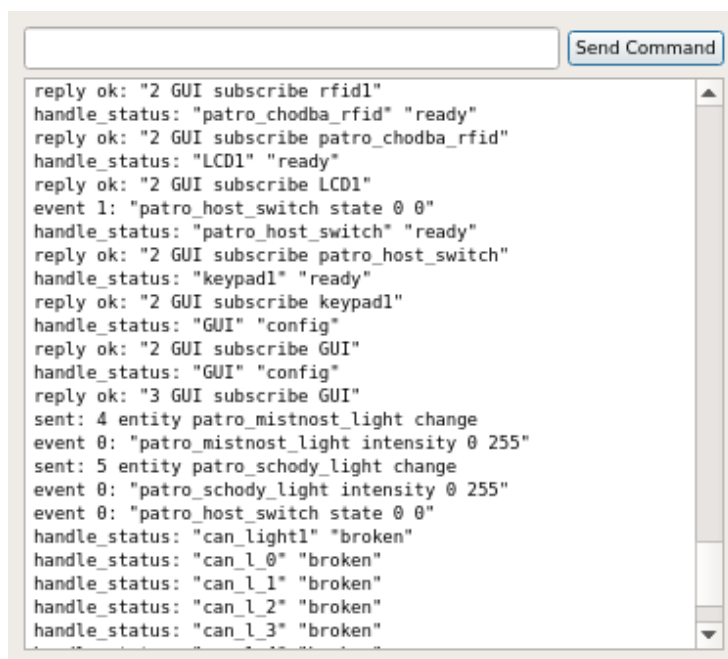 Send Command
reply ok: "2 GUI subscribe rfid1"
handle_status: "patro_chodba_rfid" "ready"
reply ok: "2 GUI subscribe patro_chodba_rfid"
handle_status: "LCD1" "ready"
reply ok: "2 GUI subscribe LCD1"
event 1: "patro_host_switch state 0 0"
handle_status: "patro_host_switch" "ready"
reply ok: "2 GUI subscribe patro_host_switch"
handle_status: "keypad1" "ready"
reply ok: "2 GUI subscribe keypad1"
handle_status: "GUI" "config"
reply ok: "2 GUI subscribe GUI"
handle_status: "GUI" "config"
reply ok: "3 GUI subscribe GUI"
sent: 4 entity patro_mistnost_light change
event 0: "patro_mistnost_light intensity 0 255"
sent: 5 entity patro_schody_light change
event 0: "patro_schody_light intensity 0 255"
event 0: "patro_host_switch state 0 0"
handle_status: "can_light1" "broken"
handle_status: "can_l_0" "broken"
handle_status: "can_l_1" "broken"
handle_status: "can_l_2" "broken"
handle_status: "can_l_3" "broken"